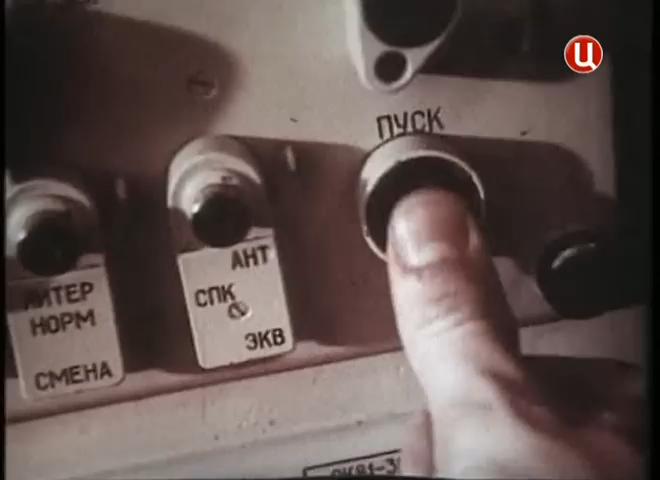 Ц
ПУСК
АНТ
СПК
ЭКВ
ЛИТЕР
НОРМ
СМЕНА